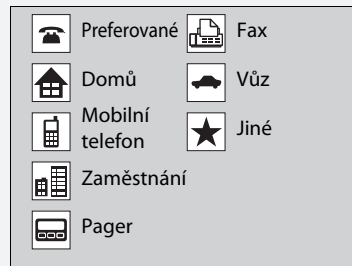 Preferované
Domů
Mobilní
telefon
Zaměstnání
Pager
Fax
Vůz
Jiné